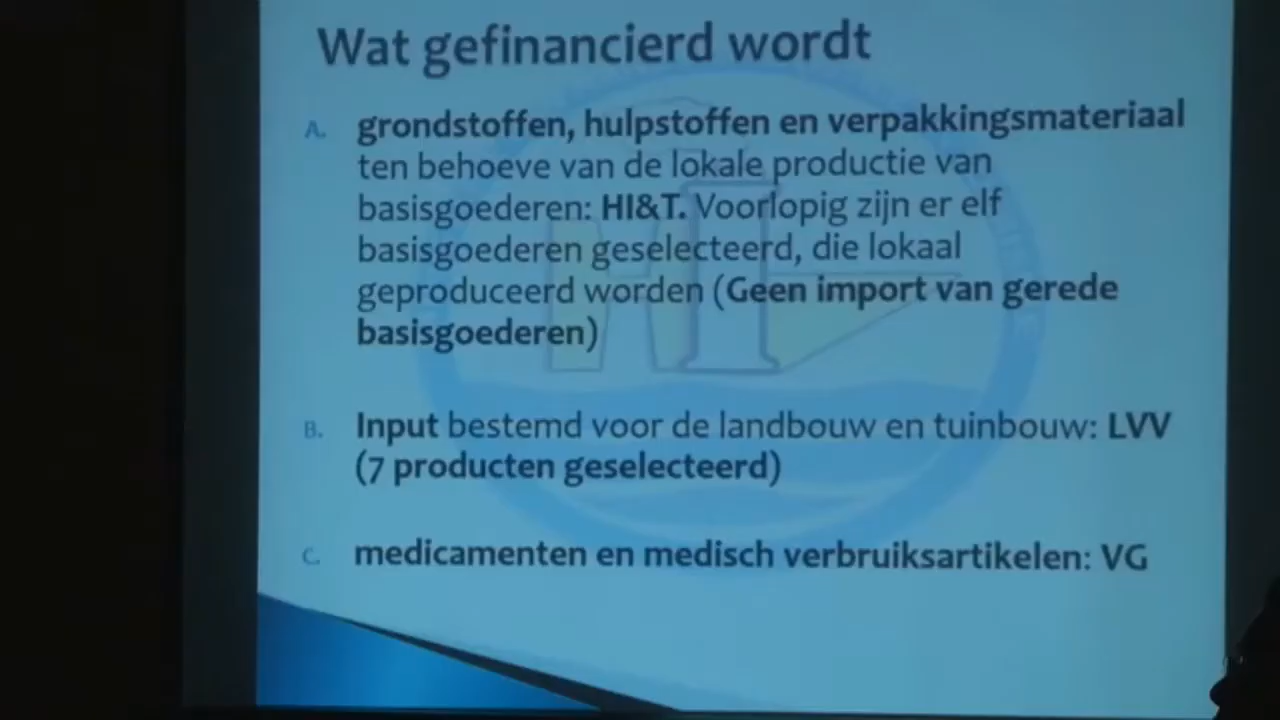 Wat gefinancierd wordt
A. grondstoffen, hulpstoffen en verpakkingsmateriaal
ten behoeve van de lokale productie van
basisgoederen: HI&T. Voorlopig zijn er elf
basisgoederen geselecteerd, die lokaal
geproduceerd worden (Geen import van gerede
basisgoederen)
B. Input bestemd voor de landbouw en tuinbouw: LVV
(7 producten geselecteerd)
C. medicamenten en medisch verbruiksartikelen: VG